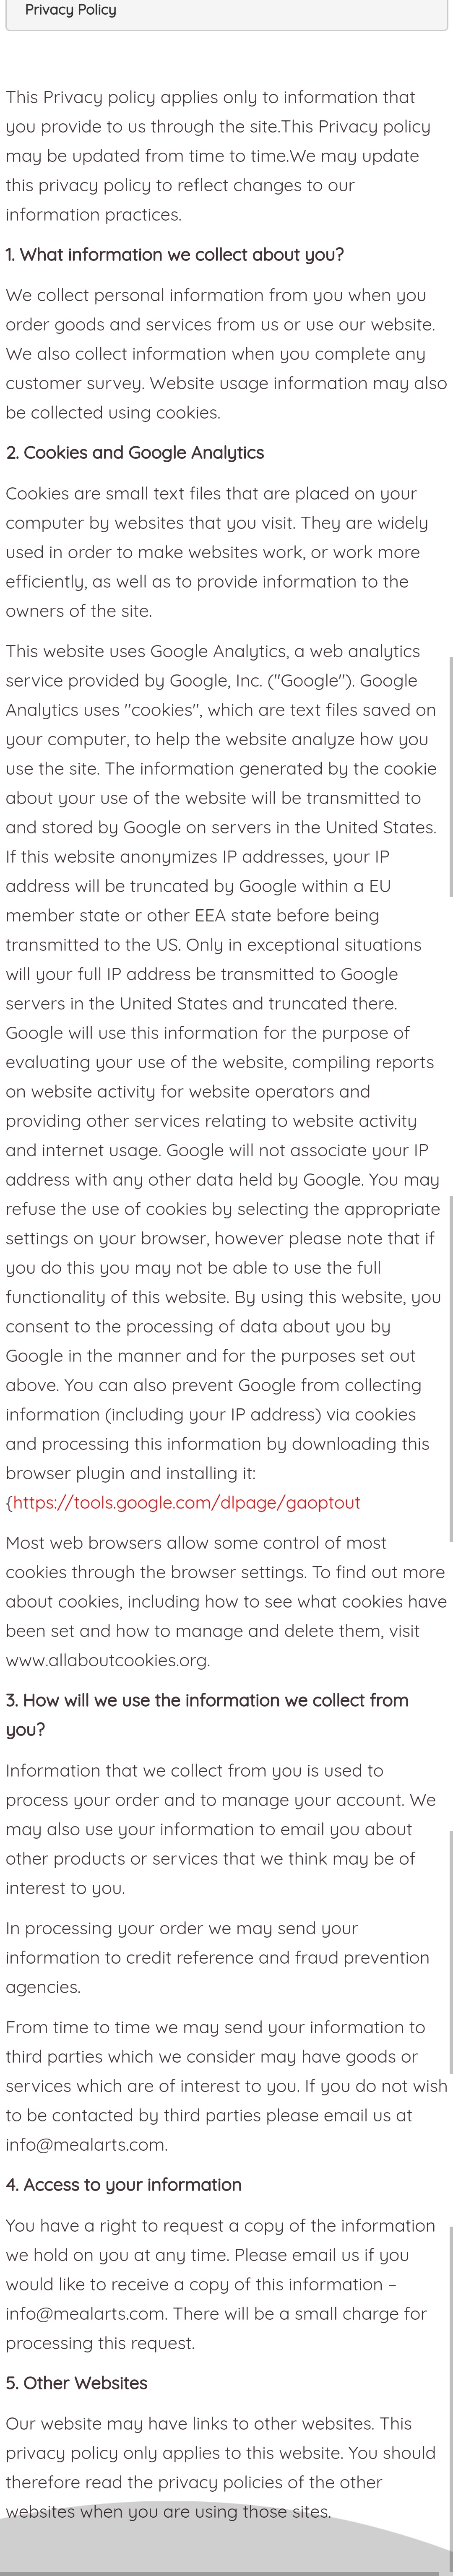 Privacy Policy
This Privacy policy applies only to information that
you provide to us through the site.This Privacy policy
may be updated from time to time.We may update
this privacy policy to reflect changes to our
information practices.
1. What information we collect about you?
We collect personal information from you when you
order goods and services from us or use our website.
We also collect information when you complete any
customer survey. Website usage information may also
be collected using cookies.
2. Cookies and Google Analytics
Cookies are small text files that are placed on your
computer by websites that you visit. They are widely
used in order to make websites work, or work more
efficiently, as well as to provide information to the
owners of the site.
This website uses Google Analytics, a web analytics
service provided by Google, Inc. ("Google"). Google
Analytics uses "cookies", which are text files saved on
your computer, to help the website analyze how you
use the site. The information generated by the cookie
about your use of the website will be transmitted to
and stored by Google on servers in the United States.
If this website anonymizes IP addresses, your IP
address will be truncated by Google within a EU
member state or other EEA state before being
transmitted to the US. Only in exceptional situations
will your full IP address be transmitted to Google
servers in the United States and truncated there.
Google will use this information for the purpose of
evaluating your use of the website, compiling reports
on website activity for website operators and
providing other services relating to website activity
and internet usage. Google will not associate your IP
address with any other data held by Google. You may
refuse the use of cookies by selecting the appropriate
settings on your browser, however please note that if
you do this you may not be able to use the full
functionality of this website. By using this website, you
consent to the processing of data about you by
Google in the manner and for the purposes set out
above. You can also prevent Google from collecting
information (including your IP address) via cookies
and processing this information by downloading this
browser plugin and installing it:
{https://tools.google.com/dlpage/gaoptout
Most web browsers allow some control of most
cookies through the browser settings. To find out more
about cookies, including how to see what cookies have
been set and how to manage and delete them, visit
www.allaboutcookies.org.
3. How will we use the information we collect from
you?
Information that we collect from you is used to
process your order and to manage your account. We
may also use your information to email you about
other products or services that we think may be of
interest to you.
In processing your order we may send your
information to credit reference and fraud prevention
agencies.
From time to time we may send your information to
third parties which we consider may have goods or
services which are of interest to you. If you do not wish
to be contacted by third parties please email us at
info@mealarts.com.
4. Access to your information
You have a right to request a copy of the information
we hold on you at any time. Please email us if you
would like to receive a copy of this information –
info@mealarts.com. There will be a small charge for
processing this request.
5. Other Websites
Our website may have links to other websites. This
privacy policy only applies to this website. You should
therefore read the privacy policies of the other
websites when you are using those sites.